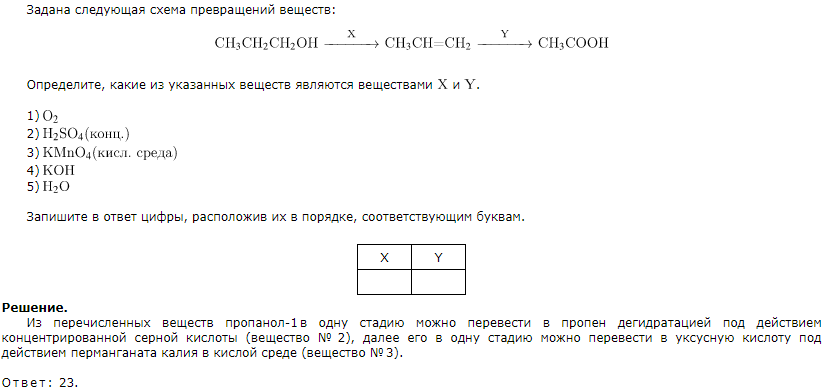 Задана следующая схема превращений веществ:
X Y
CH₃CH₂CH₂OH ⟶ CH₃CH=CH₂ ⟶ CH₃COOH
Определите, какие из указанных веществ являются веществами X и Y.
1) O₂
2) H₂SO₄(конц.)
3) KMnO₄(кисл. среда)
4) KOH
5) H₂O
Запишите в ответ цифры, расположив их в порядке, соответствующим буквам.
X Y
Решение.
Из перечисленных веществ пропанол-1 в одну стадию можно перевести в пропен дегидратацией под действием
концентрированной серной кислоты (вещество № 2), далее его в одну стадию можно перевести в уксусную кислоту под
действием перманганата калия в кислой среде (вещество № 3).
Ответ: 23.